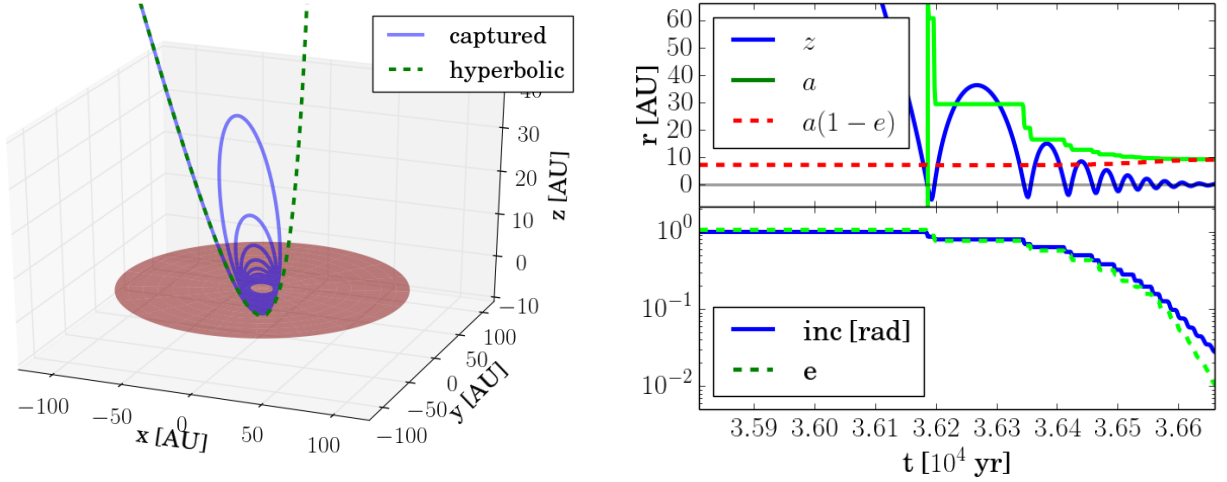 captured
hyperbolic
40
30
20
10
0
−10
z [AU]
−100
−50
0
50
100
x [AU]
−100
−50
0
50
100
y [AU]
60
50
40
30
20
10
0
r [AU]
z
a
a(1 − e)
10⁰
10⁻¹
10⁻²
inc [rad]
e
3.59 3.60 3.61 3.62 3.63 3.64 3.65 3.66
t [10⁴ yr]